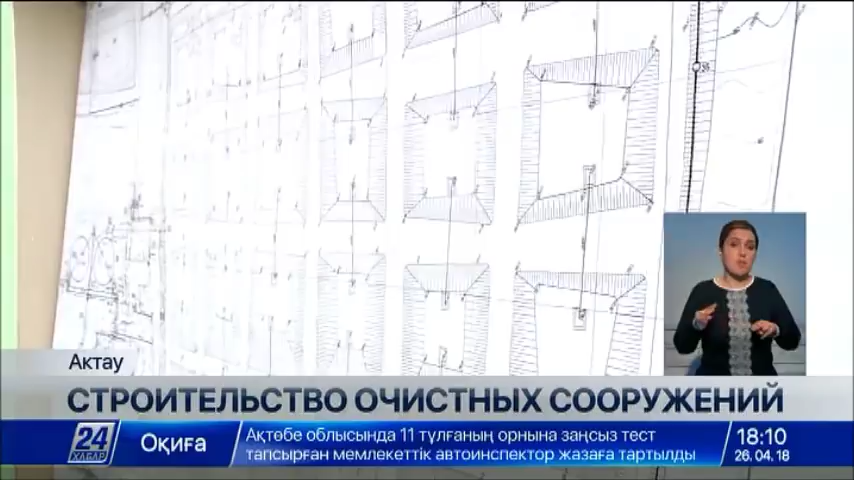 Актау
СТРОИТЕЛЬСТВО ОЧИСТНЫХ СООРУЖЕНИЙ
24
ХАБАР
Оқиға
Ақтөбе облысында 11 тұлғаның орнына заңсыз тест
тапсырған мемлекеттік автоинспектор жазаға тартылды
18:10
26.04.18